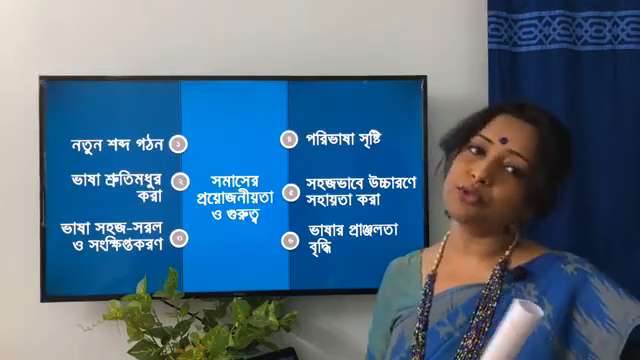 নতুন শব্দ গঠন
১
ভাষা শ্রুতিমধুর
করা
২
ভাষা সহজ-সরল
ও সংক্ষিপ্তকরণ
৩
সমাসের
প্রয়োজনীয়তা
ও গুরুত্ব
৪
পরিভাষা সৃষ্টি
৫
সহজভাবে উচ্চারণে
সহায়তা করা
৬
ভাষার প্রাঞ্জলতা
বৃদ্ধি